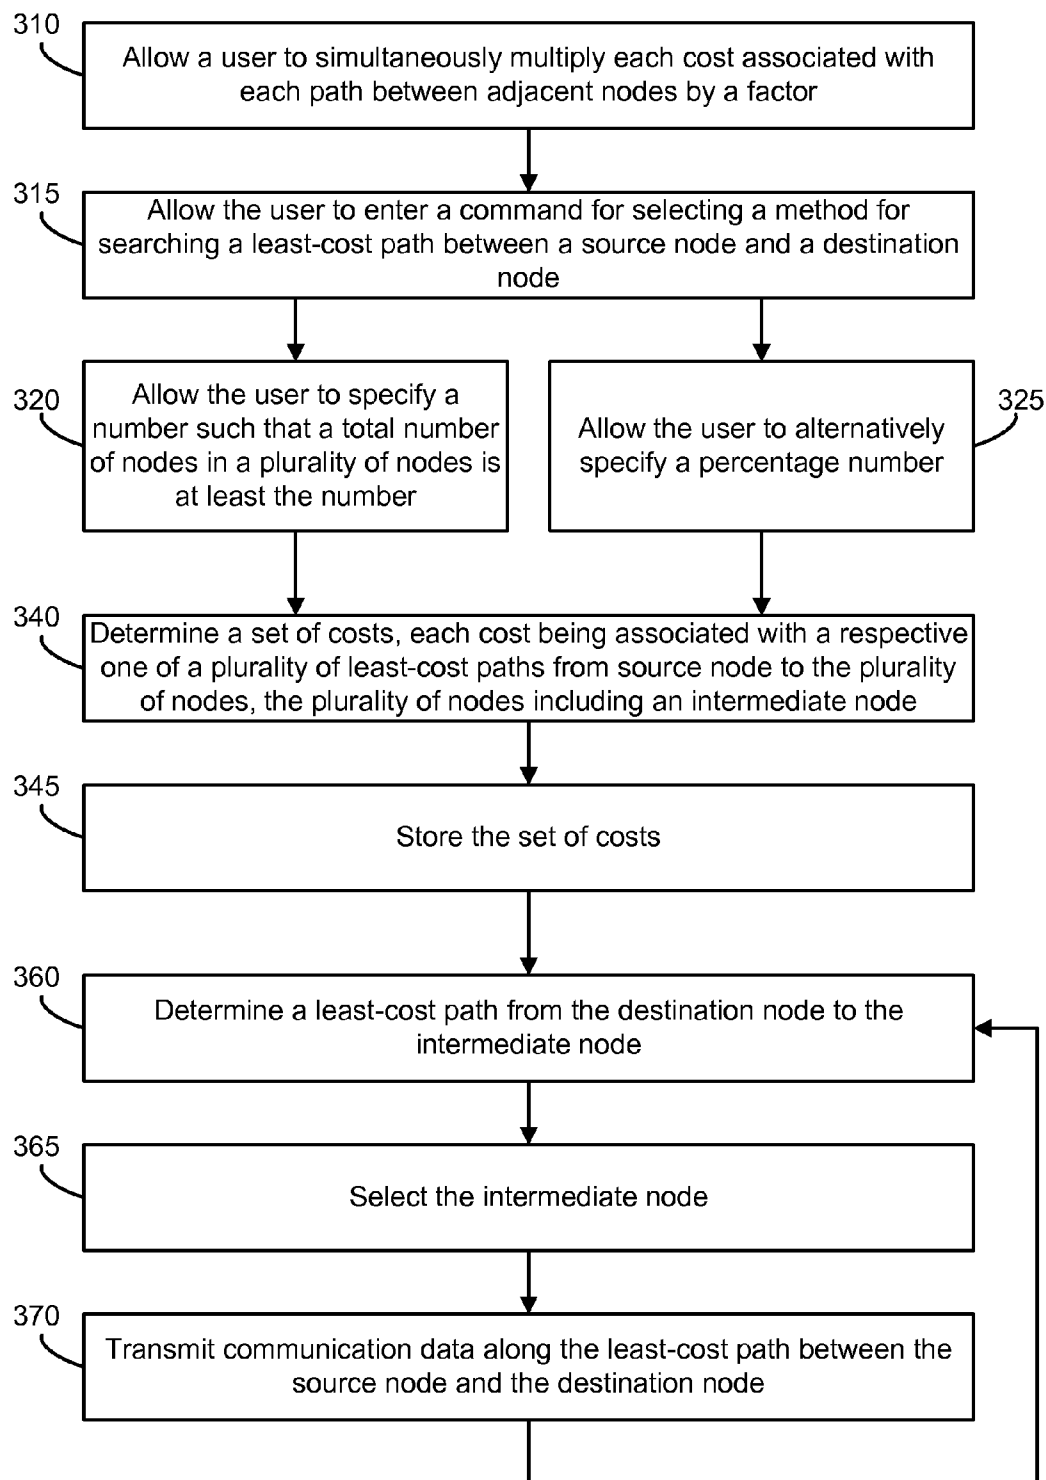 310
Allow a user to simultaneously multiply each cost associated with
each path between adjacent nodes by a factor
315
Allow the user to enter a command for selecting a method for
searching a least-cost path between a source node and a destination
node
320
Allow the user to specify a
number such that a total number
of nodes in a plurality of nodes is
at least the number
325
Allow the user to alternatively
specify a percentage number
340
Determine a set of costs, each cost being associated with a respective
one of a plurality of least-cost paths from source node to the plurality
of nodes, the plurality of nodes including an intermediate node
345
Store the set of costs
360
Determine a least-cost path from the destination node to the
intermediate node
365
Select the intermediate node
370
Transmit communication data along the least-cost path between the
source node and the destination node